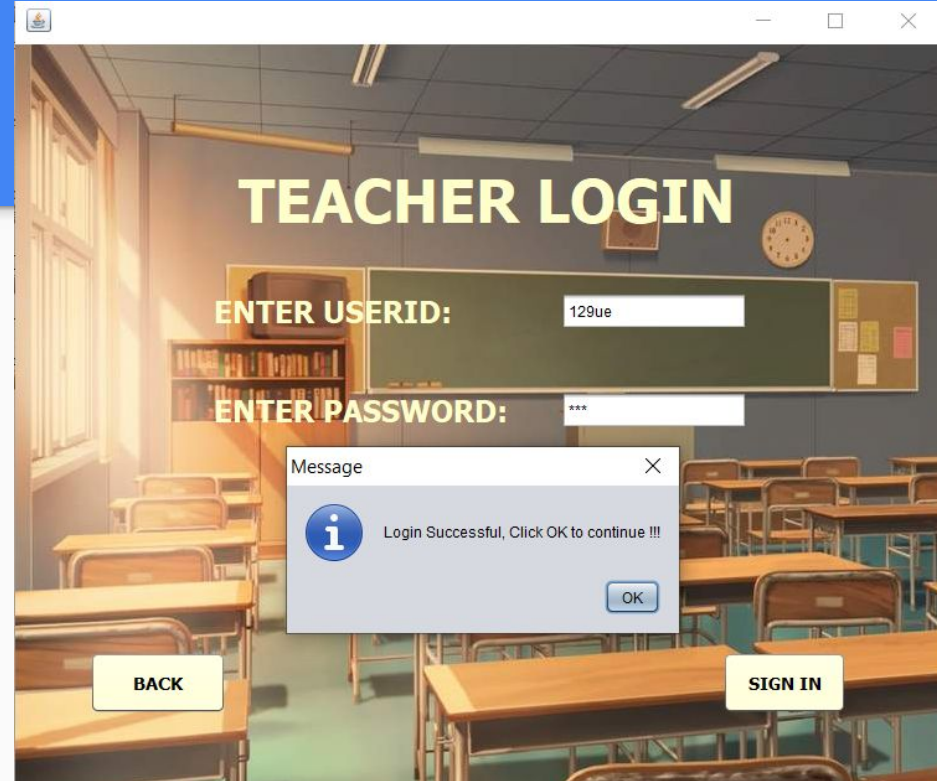 TEACHER LOGIN
ENTER USERID:
129ue
ENTER PASSWORD:
***
Message
Login Successful, Click OK to continue !!!
OK
BACK
SIGN IN